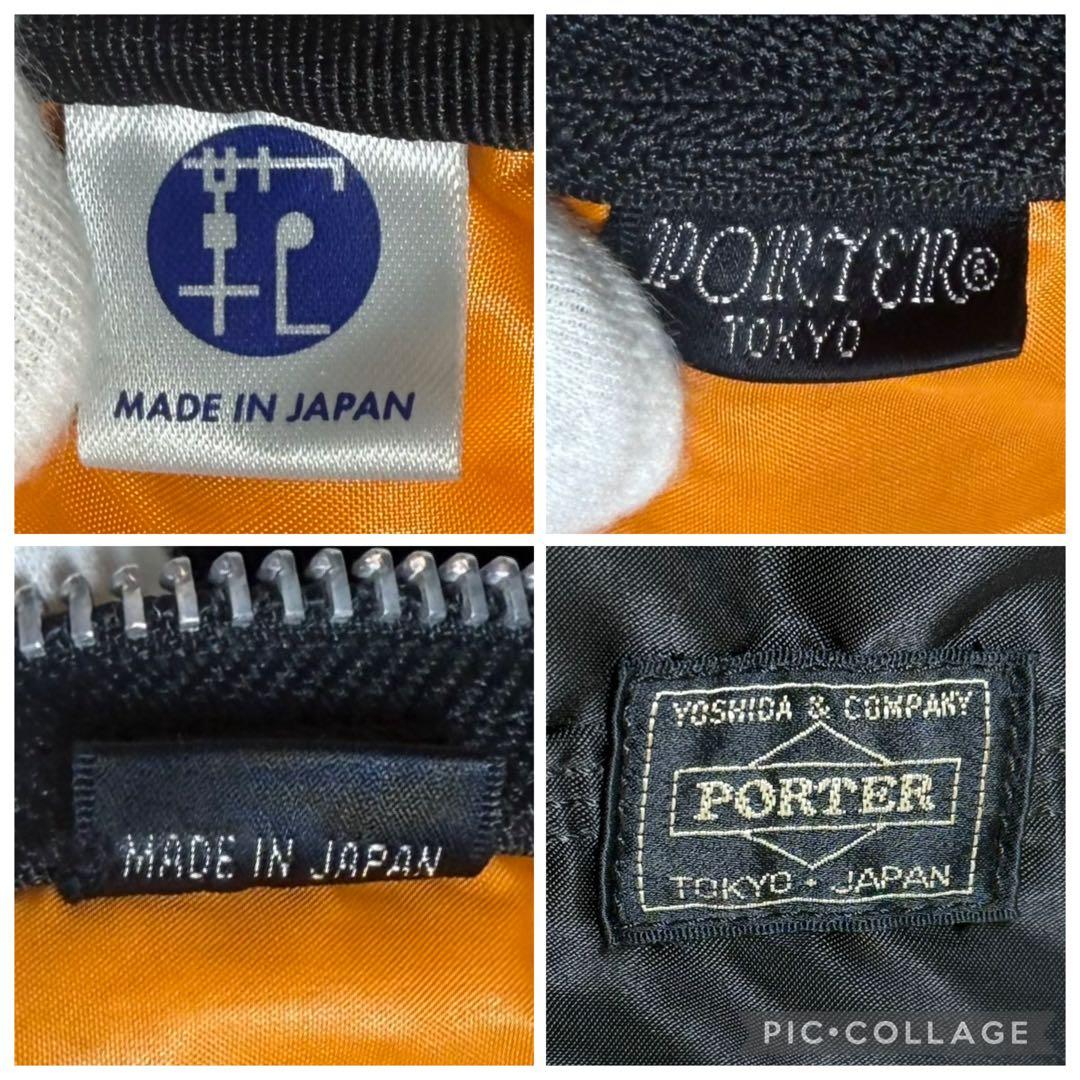 MADE IN JAPAN
PORTER®
TOKYO
MADE IN JAPAN
YOSHIDA & COMPANY
PORTER
TOKYO・JAPAN
PIC•COLLAGE